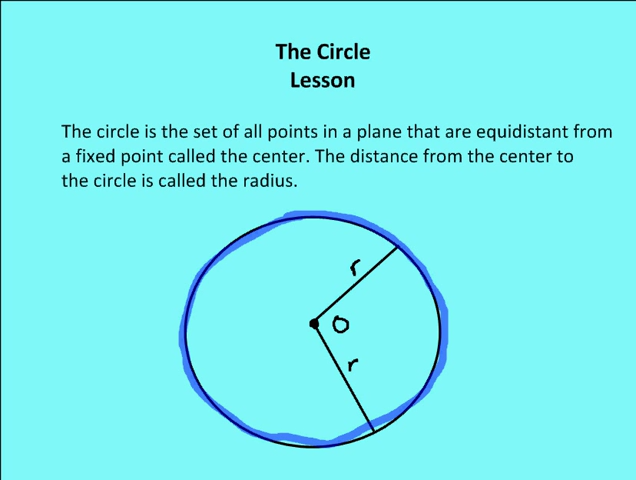 The Circle
Lesson
The circle is the set of all points in a plane that are equidistant from
a fixed point called the center. The distance from the center to
the circle is called the radius.
r
O
r